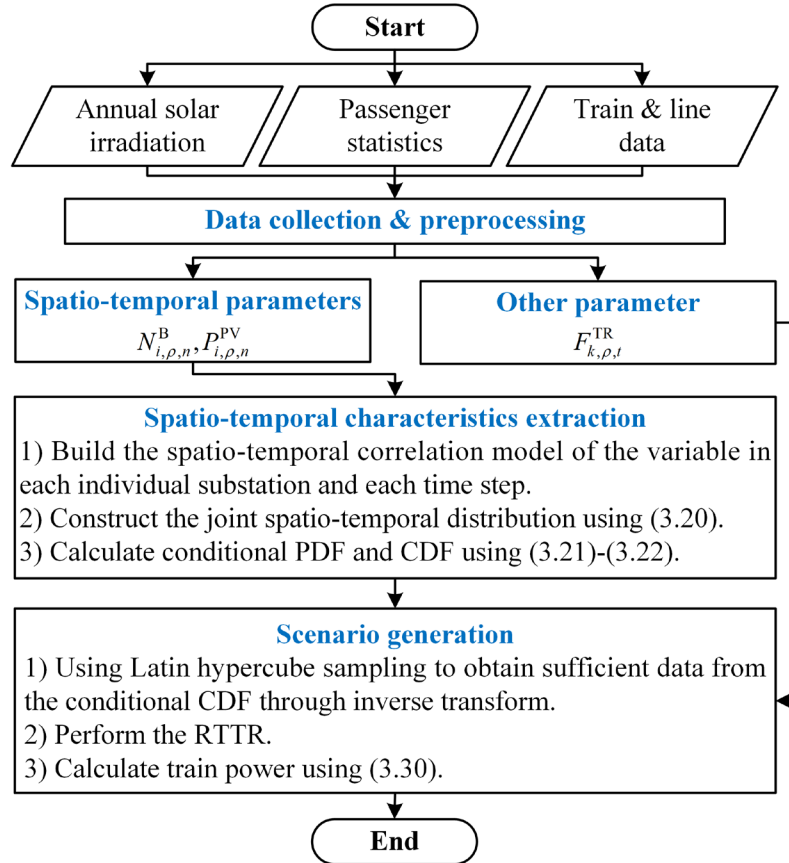 Start
Annual solar
irradiation
Passenger
statistics
Train & line
data
Data collection & preprocessing
Spatio-temporal parameters
N^B_{i,ρ,n}, P^PV_{i,ρ,n}
Other parameter
F^TR_{k,ρ,t}
Spatio-temporal characteristics extraction
1) Build the spatio-temporal correlation model of the variable in
each individual substation and each time step.
2) Construct the joint spatio-temporal distribution using (3.20).
3) Calculate conditional PDF and CDF using (3.21)-(3.22).
Scenario generation
1) Using Latin hypercube sampling to obtain sufficient data from
the conditional CDF through inverse transform.
2) Perform the RTTR.
3) Calculate train power using (3.30).
End